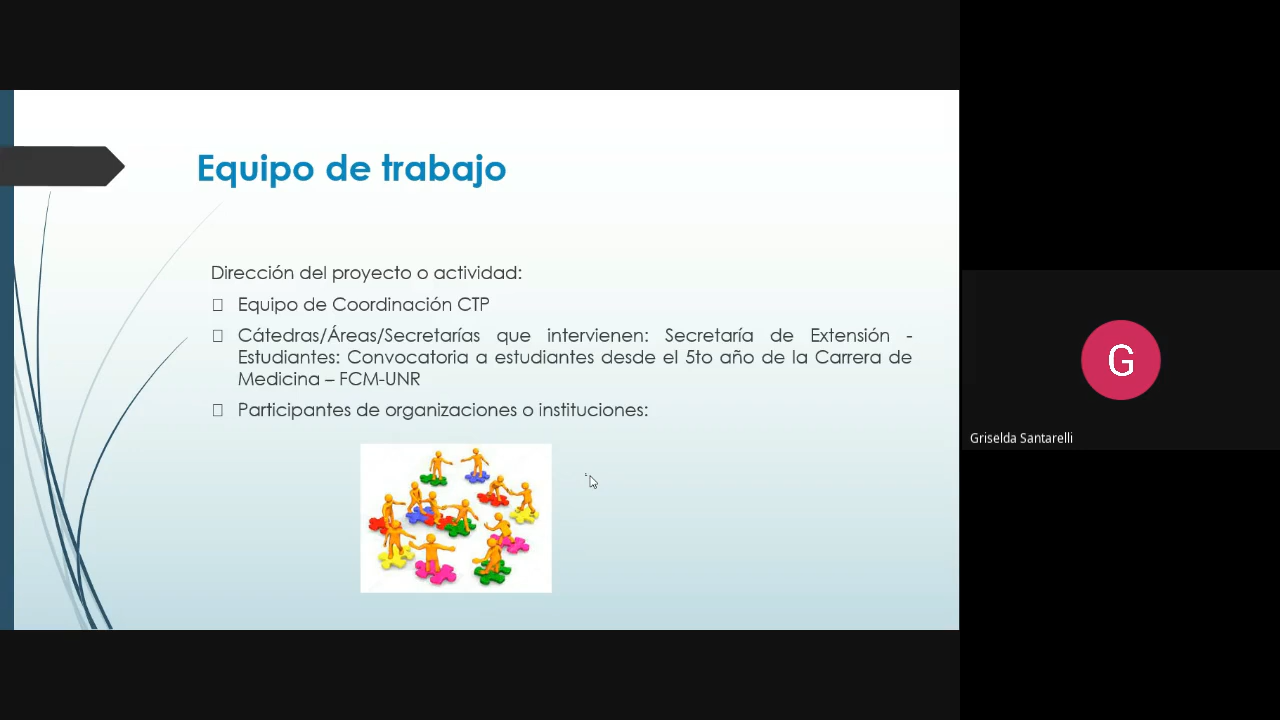 Equipo de trabajo
Dirección del proyecto o actividad:
Equipo de Coordinación CTP
Cátedras/Áreas/Secretarías que intervienen: Secretaría de Extensión -
Estudiantes: Convocatoria a estudiantes desde el 5to año de la Carrera de
Medicina – FCM-UNR
Participantes de organizaciones o instituciones:
G
Griselda Santarelli